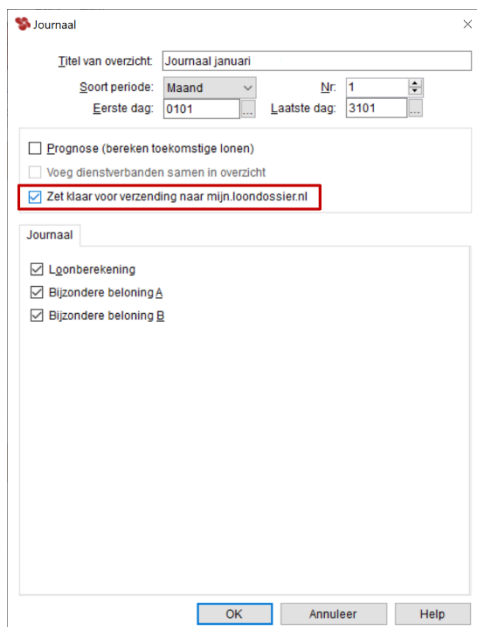 Journaal
Titel van overzicht: Journaal januari
Soort periode: Maand Nr: 1
Eerste dag: 0101 ... Laatste dag: 3101 ...
Prognose (bereken toekomstige lonen)
Voeg dienstverbanden samen in overzicht
Zet klaar voor verzending naar mijn.loondossier.nl
Journaal
Loonberekening
Bijzondere beloning A
Bijzondere beloning B
OK Annuleer Help